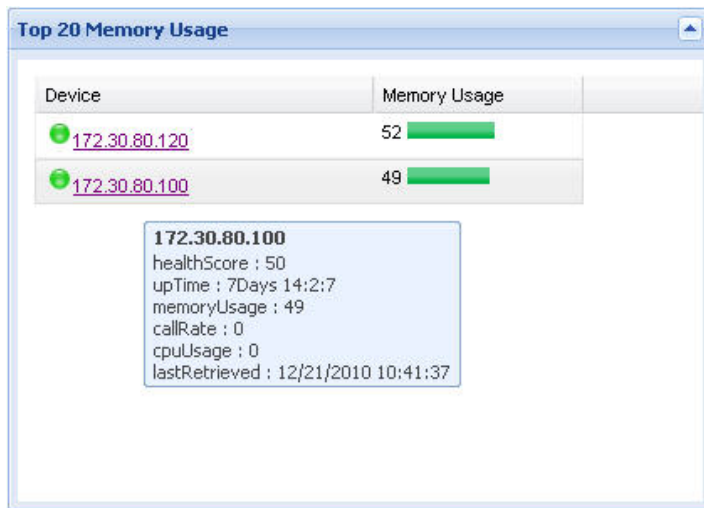 Top 20 Memory Usage
Device Memory Usage
172.30.80.120 52
172.30.80.100 49
172.30.80.100
healthScore : 50
upTime : 7Days 14:2:7
memoryUsage : 49
callRate : 0
cpuUsage : 0
lastRetrieved : 12/21/2010 10:41:37